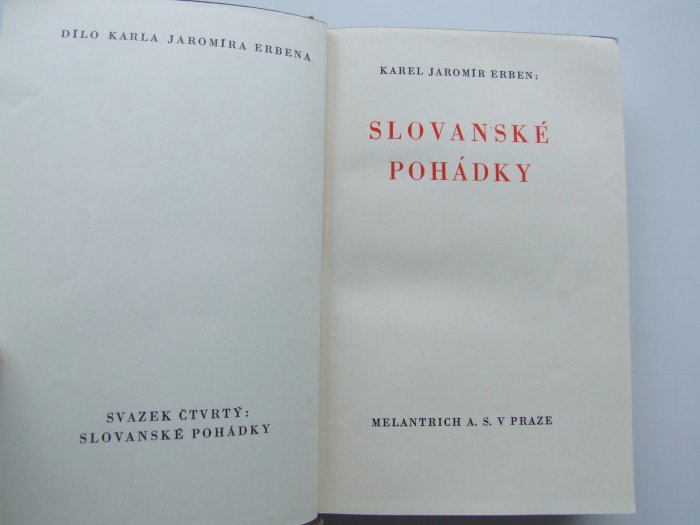 DÍLO KARLA JAROMÍRA ERBENA
SVAZEK ČTVRTÝ:
SLOVANSKÉ POHÁDKY
KAREL JAROMÍR ERBEN:
SLOVANSKÉ
POHÁDKY
MELANTRICH A. S. V PRAZE